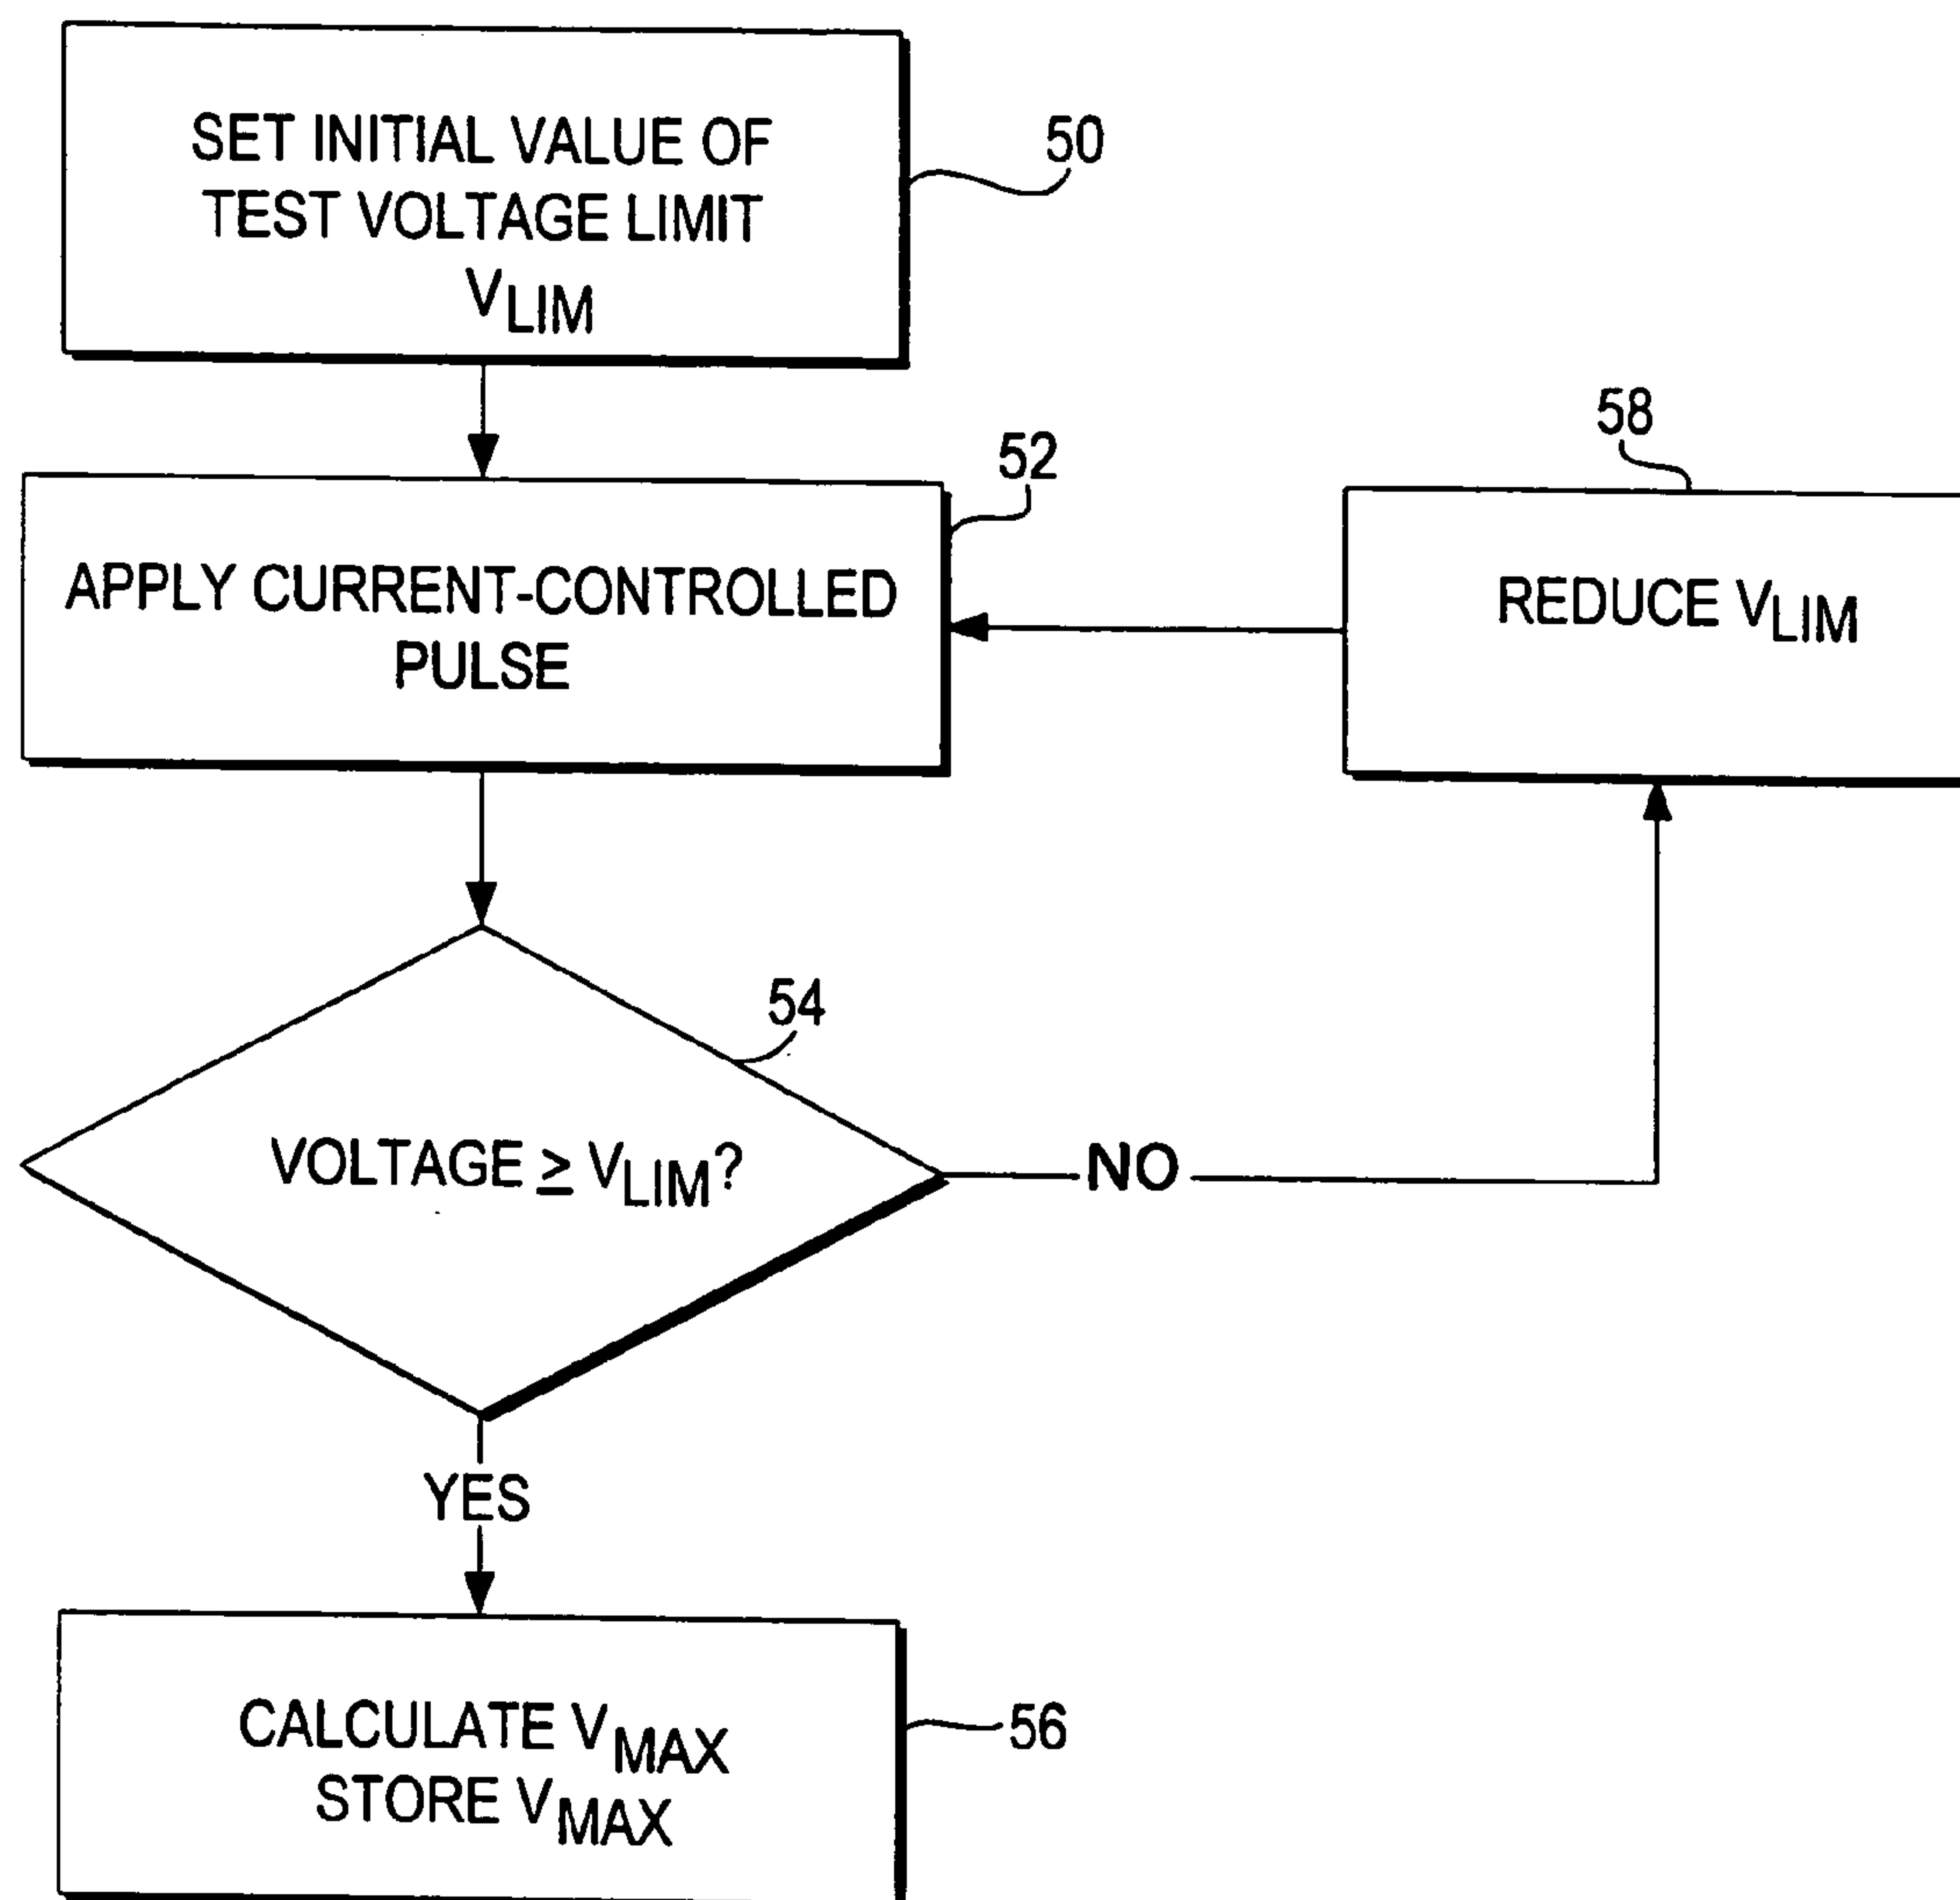 SET INITIAL VALUE OF
TEST VOLTAGE LIMIT
VLIM
50
52
APPLY CURRENT-CONTROLLED
PULSE
58
REDUCE VLIM
54
VOLTAGE ≥ VLIM?
NO
YES
CALCULATE VMAX
STORE VMAX
56